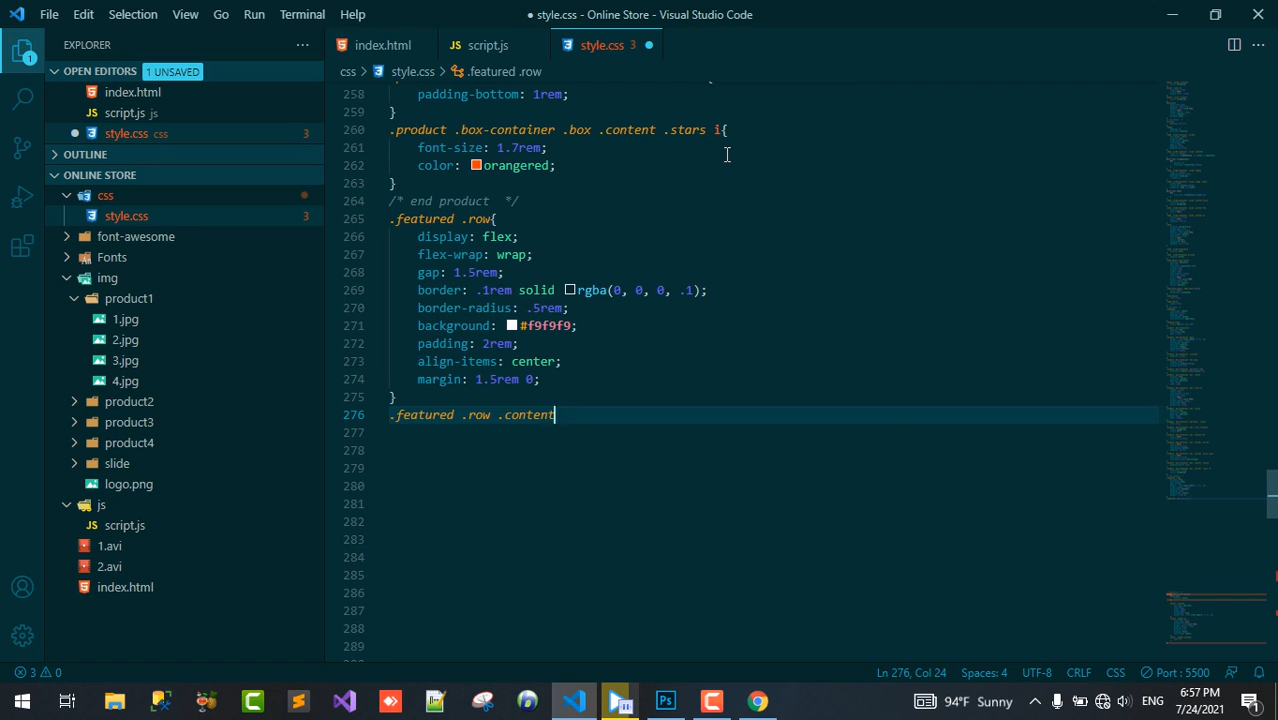 File Edit Selection View Go Run Terminal Help
● style.css - Online Store - Visual Studio Code
EXPLORER
index.html
script.js
style.css 3
OPEN EDITORS 1 UNSAVED
css > style.css > .featured .row
index.html
script.js js
style.css css 3
OUTLINE
ONLINE STORE
css
style.css 3
font-awesome
Fonts
img
product1
1.jpg
2.jpg
3.jpg
4.jpg
product2
product3
product4
slide
logo.png
js
script.js
1.avi
2.avi
index.html
258 padding-bottom: 1rem;
259 }
260 .product .box-container .box .content .stars i{
261 font-size: 1.7rem;
262 color: orangered;
263 }
264 /* end product */
265 .featured .row{
266 display: flex;
267 flex-wrap: wrap;
268 gap: 1.5rem;
269 border: .1rem solid rgba(0, 0, 0, .1);
270 border-radius: .5rem;
271 background: #f9f9f9;
272 padding: 2rem;
273 align-items: center;
274 margin: 1.5rem 0;
275 }
276 .featured .row .content
277
278
279
280
281
282
283
284
285
286
287
288
289
3 0
Ln 276, Col 24 Spaces: 4 UTF-8 CRLF CSS Port : 5500
94°F Sunny ENG
6:57 PM
7/24/2021